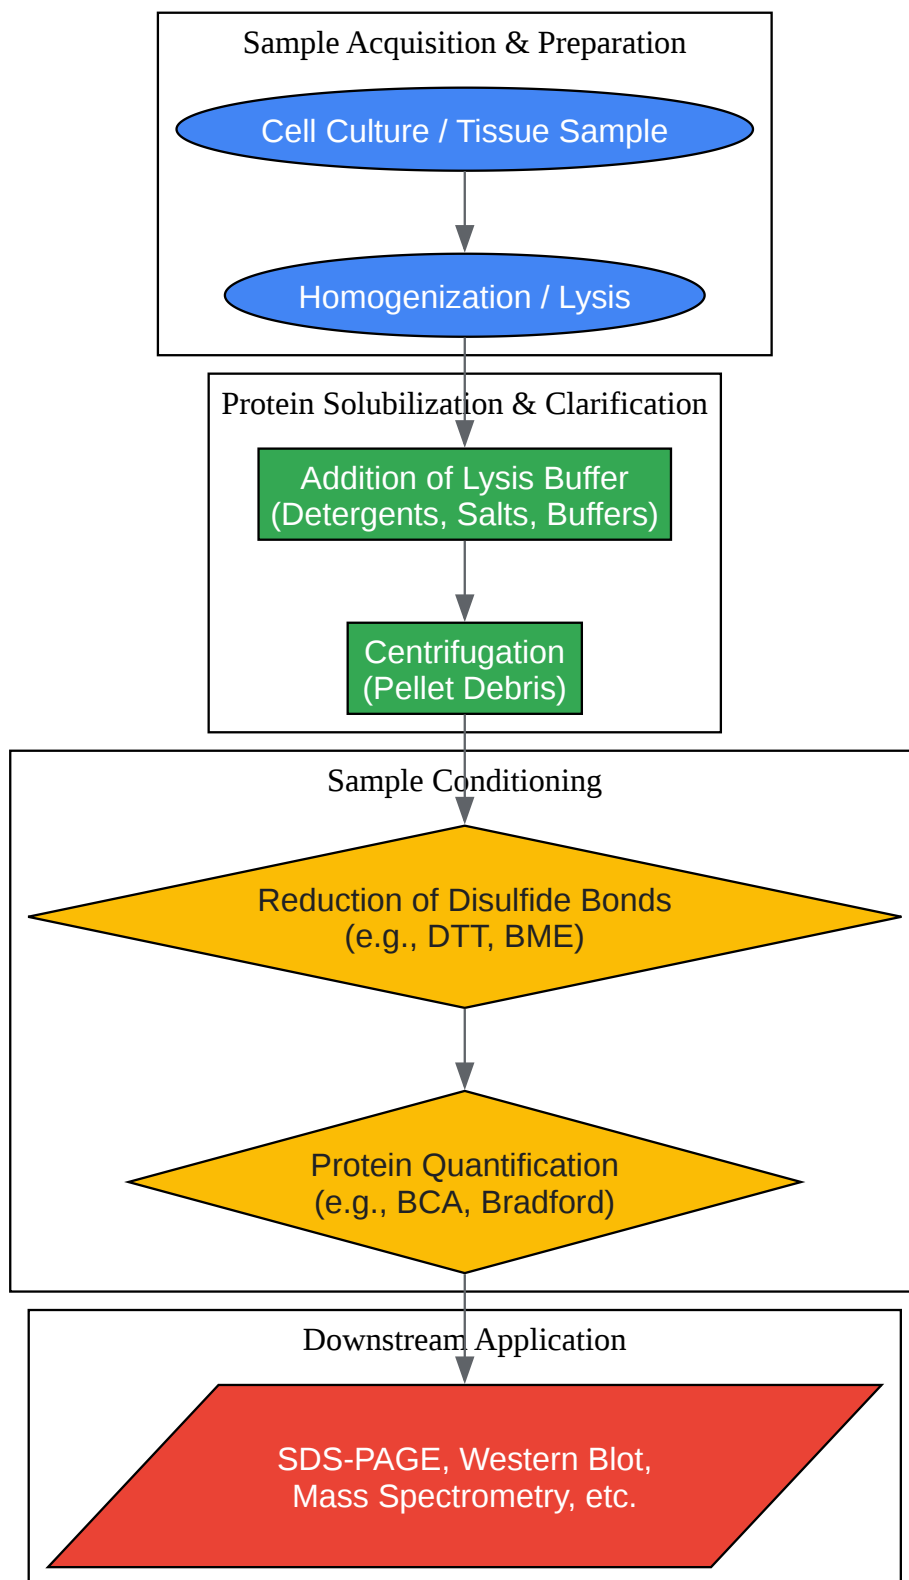 Sample Acquisition & Preparation
Cell Culture / Tissue Sample
Homogenization / Lysis
Protein Solubilization & Clarification
Addition of Lysis Buffer
(Detergents, Salts, Buffers)
Centrifugation
(Pellet Debris)
Sample Conditioning
Reduction of Disulfide Bonds
(e.g., DTT, BME)
Protein Quantification
(e.g., BCA, Bradford)
Downstream Application
SDS-PAGE, Western Blot,
Mass Spectrometry, etc.